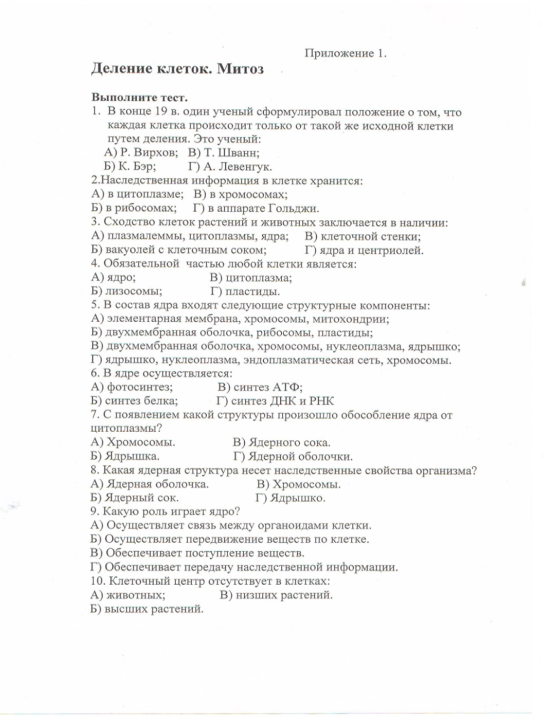 Приложение 1.
Деление клеток. Митоз
Выполните тест.
1. В конце 19 в. один ученый сформулировал положение о том, что
каждая клетка происходит только от такой же исходной клетки
путем деления. Это ученый:
А) Р. Вирхов; В) Т. Шванн;
Б) К. Бэр; Г) А. Левенгук.
2.Наследственная информация в клетке хранится:
А) в цитоплазме; В) в хромосомах;
Б) в рибосомах; Г) в аппарате Гольджи.
3. Сходство клеток растений и животных заключается в наличии:
А) плазмалеммы, цитоплазмы, ядра; В) клеточной стенки;
Б) вакуолей с клеточным соком; Г) ядра и центриолей.
4. Обязательной частью любой клетки является:
А) ядро; В) цитоплазма;
Б) лизосомы; Г) пластиды.
5. В состав ядра входят следующие структурные компоненты:
А) элементарная мембрана, хромосомы, митохондрии;
Б) двухмембранная оболочка, рибосомы, пластиды;
В) двухмембранная оболочка, хромосомы, нуклеоплазма, ядрышко;
Г) ядрышко, нуклеоплазма, эндоплазматическая сеть, хромосомы.
6. В ядре осуществляется:
А) фотосинтез; В) синтез АТФ;
Б) синтез белка; Г) синтез ДНК и РНК
7. С появлением какой структуры произошло обособление ядра от
цитоплазмы?
А) Хромосомы. В) Ядерного сока.
Б) Ядрышка. Г) Ядерной оболочки.
8. Какая ядерная структура несет наследственные свойства организма?
А) Ядерная оболочка. В) Хромосомы.
Б) Ядерный сок. Г) Ядрышко.
9. Какую роль играет ядро?
А) Осуществляет связь между органоидами клетки.
Б) Осуществляет передвижение веществ по клетке.
В) Обеспечивает поступление веществ.
Г) Обеспечивает передачу наследственной информации.
10. Клеточный центр отсутствует в клетках:
А) животных; В) низших растений.
Б) высших растений.